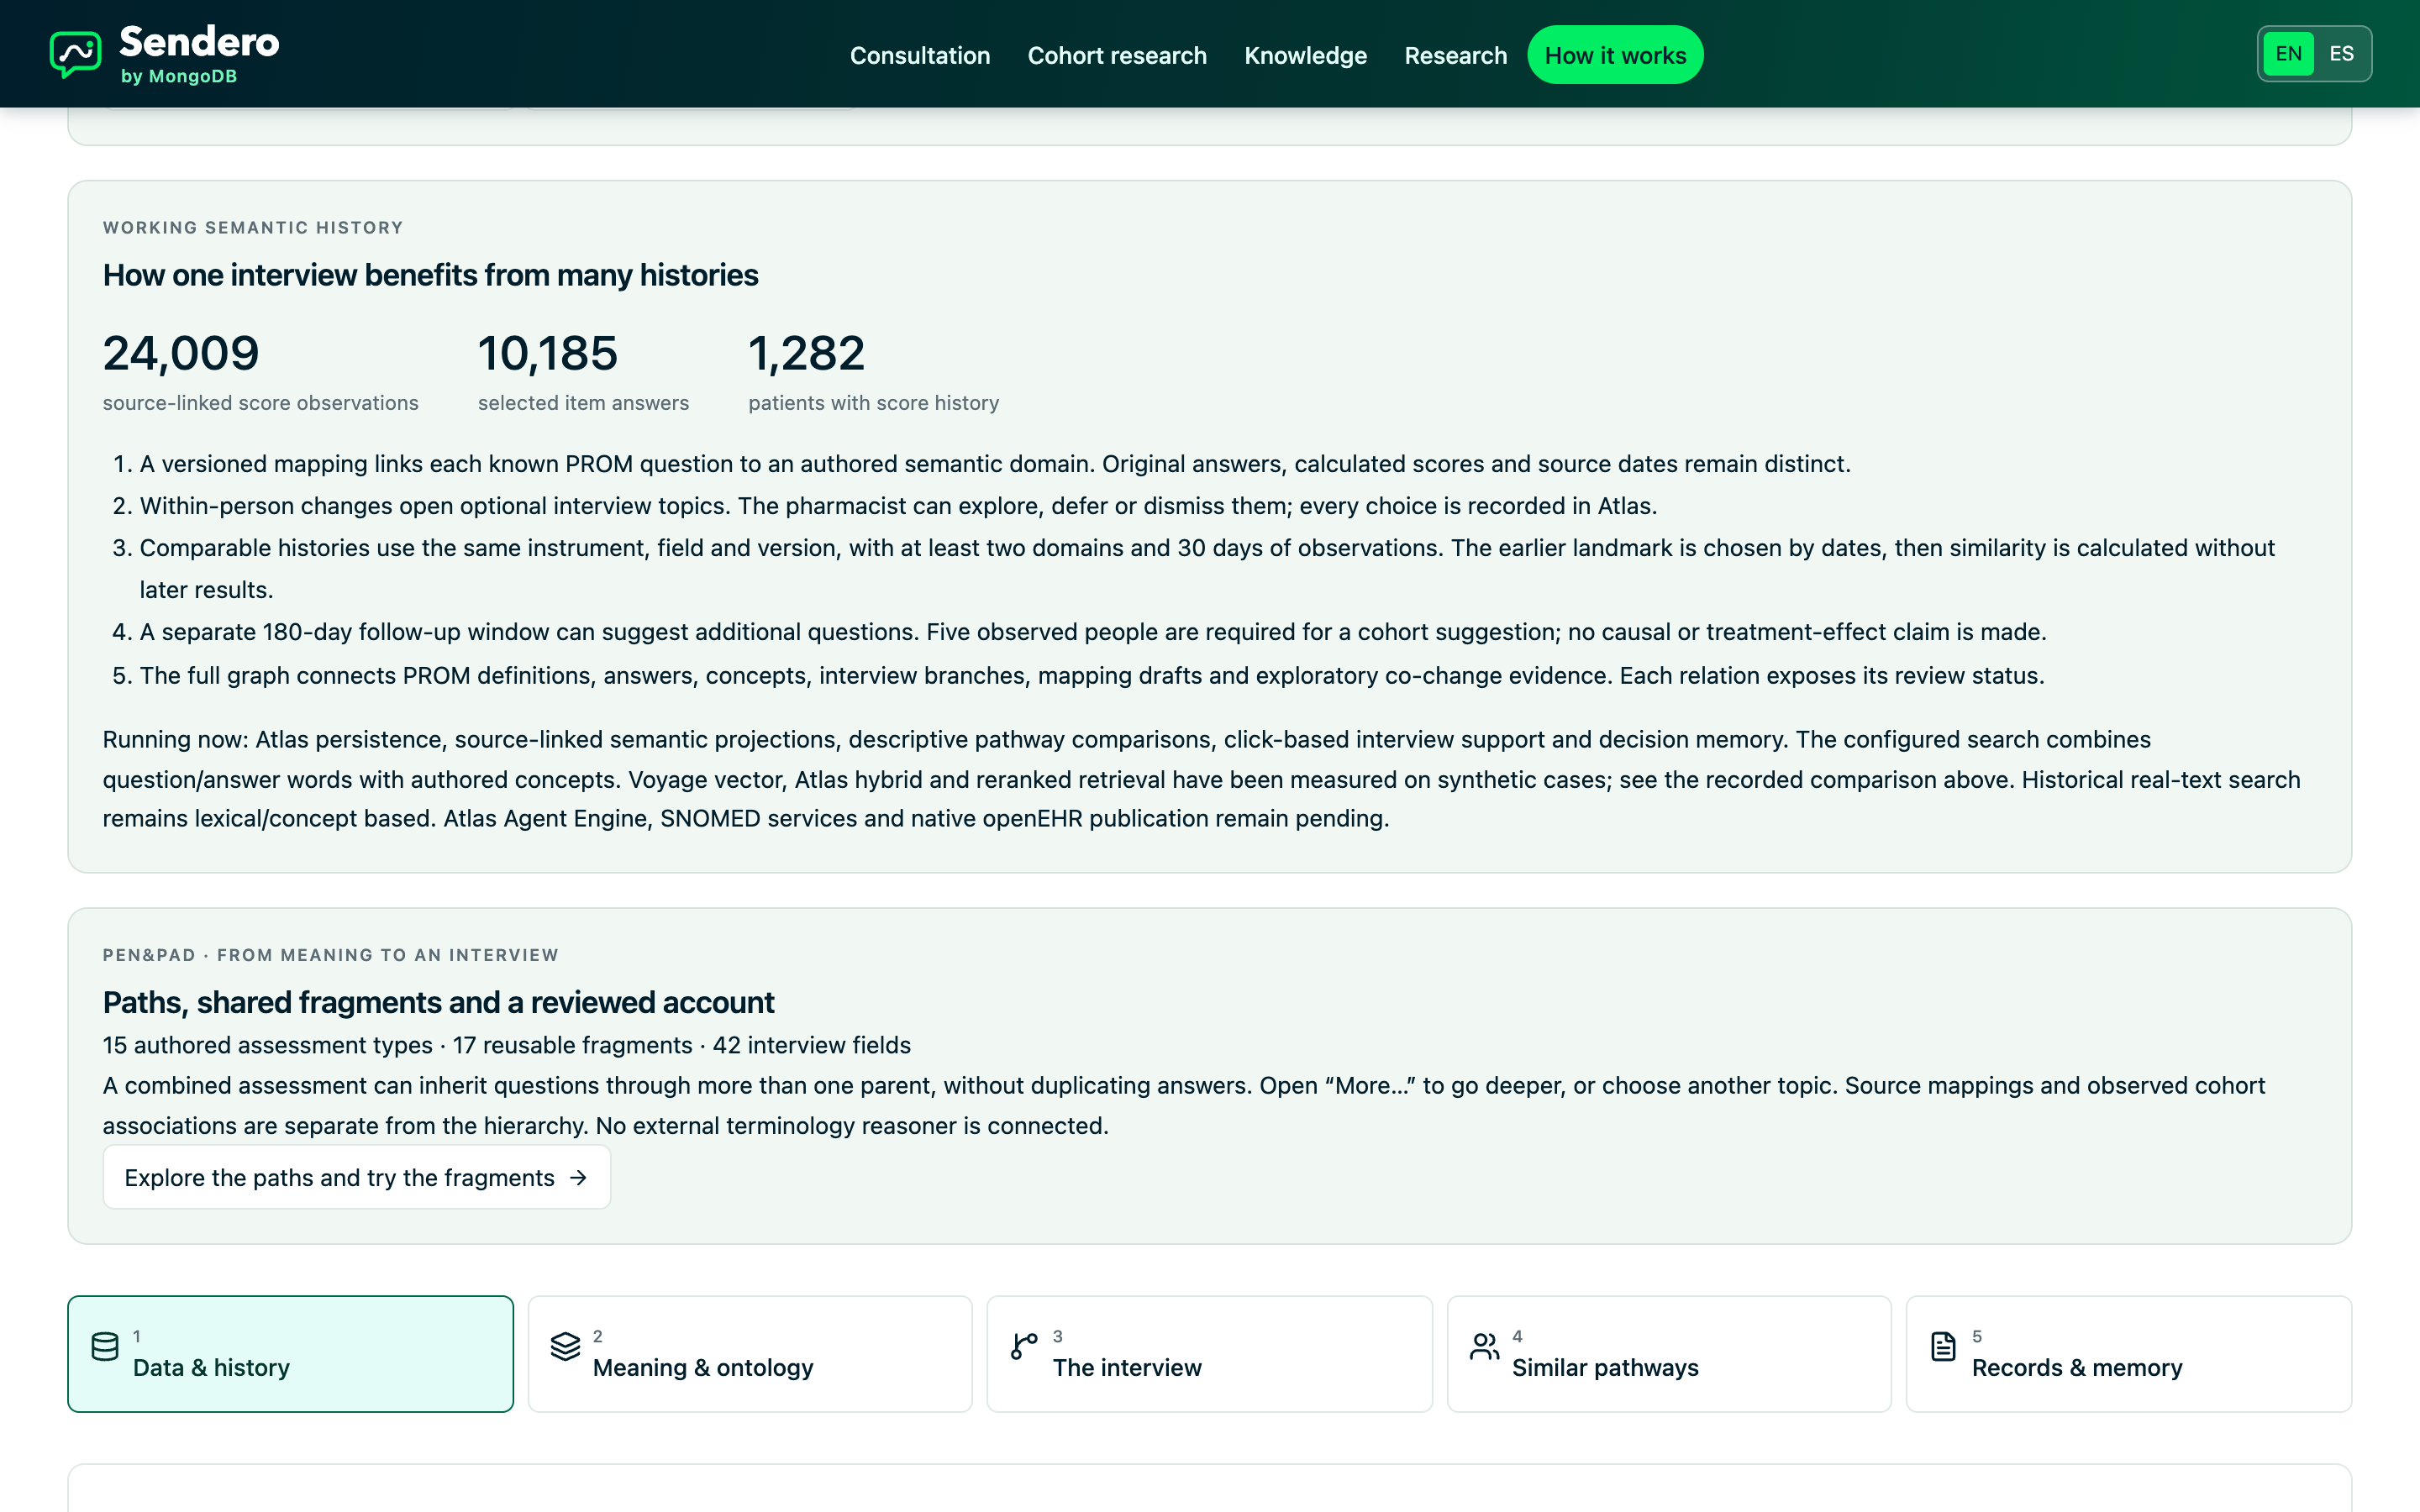 Sendero
by MongoDB
Consultation
Cohort research
Knowledge
Research
How it works
EN
ES
WORKING SEMANTIC HISTORY
How one interview benefits from many histories
24,009
source-linked score observations
10,185
selected item answers
1,282
patients with score history
1. A versioned mapping links each known PROM question to an authored semantic domain. Original answers, calculated scores and source dates remain distinct.
2. Within-person changes open optional interview topics. The pharmacist can explore, defer or dismiss them; every choice is recorded in Atlas.
3. Comparable histories use the same instrument, field and version, with at least two domains and 30 days of observations. The earlier landmark is chosen by dates, then similarity is calculated without
later results.
4. A separate 180-day follow-up window can suggest additional questions. Five observed people are required for a cohort suggestion; no causal or treatment-effect claim is made.
5. The full graph connects PROM definitions, answers, concepts, interview branches, mapping drafts and exploratory co-change evidence. Each relation exposes its review status.
Running now: Atlas persistence, source-linked semantic projections, descriptive pathway comparisons, click-based interview support and decision memory. The configured search combines
question/answer words with authored concepts. Voyage vector, Atlas hybrid and reranked retrieval have been measured on synthetic cases; see the recorded comparison above. Historical real-text search
remains lexical/concept based. Atlas Agent Engine, SNOMED services and native openEHR publication remain pending.
PEN&PAD · FROM MEANING TO AN INTERVIEW
Paths, shared fragments and a reviewed account
15 authored assessment types · 17 reusable fragments · 42 interview fields
A combined assessment can inherit questions through more than one parent, without duplicating answers. Open “More…” to go deeper, or choose another topic. Source mappings and observed cohort
associations are separate from the hierarchy. No external terminology reasoner is connected.
Explore the paths and try the fragments →
1
Data & history
2
Meaning & ontology
3
The interview
4
Similar pathways
5
Records & memory